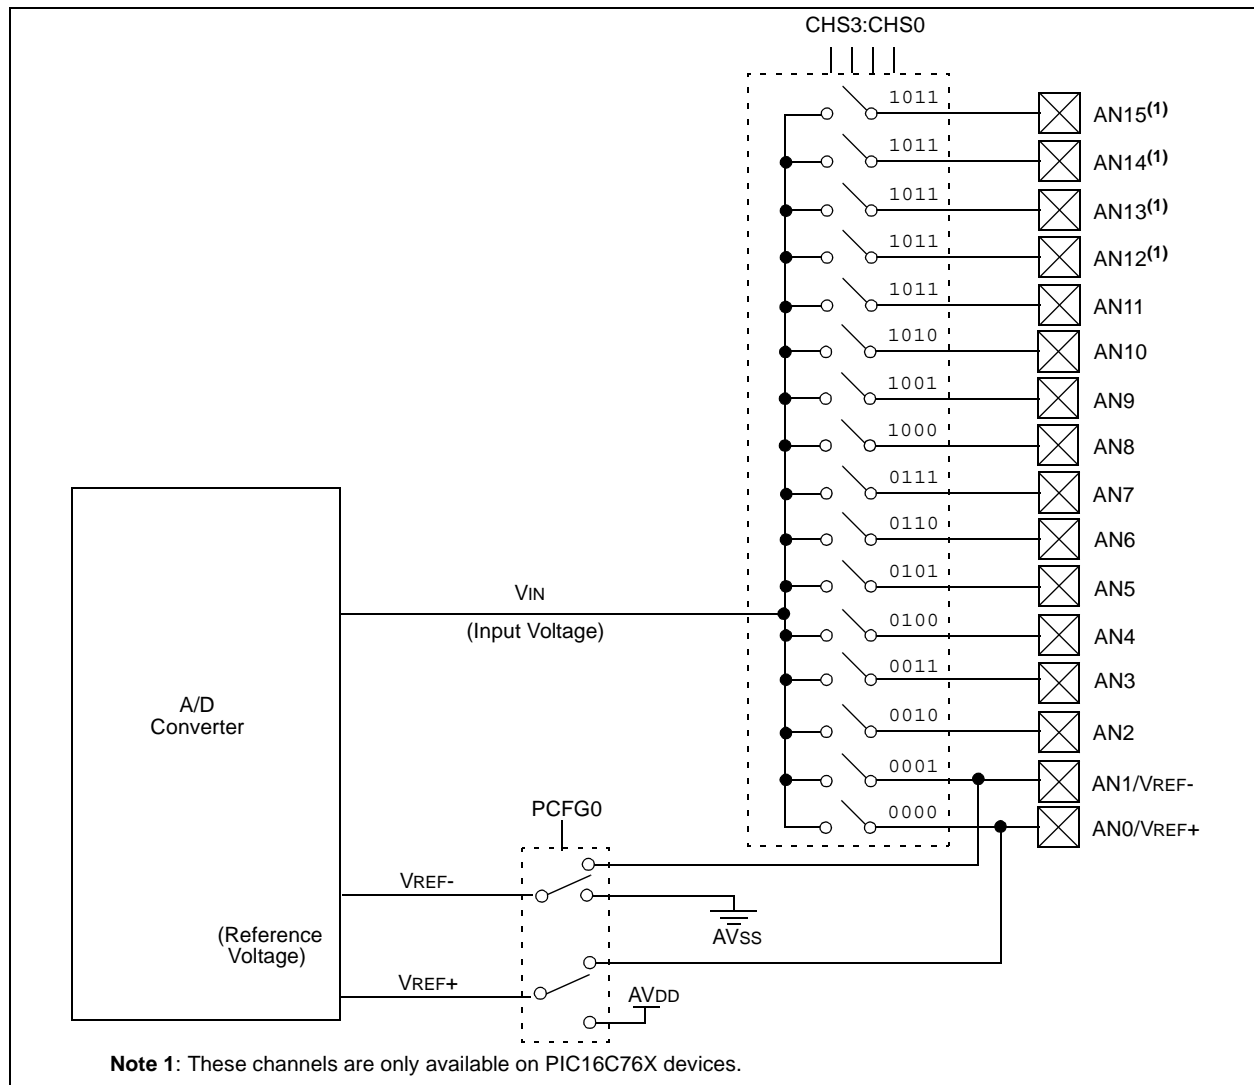 CHS3:CHS0
1011
AN15(1)
1011
AN14(1)
1011
AN13(1)
1011
AN12(1)
1011
AN11
1010
AN10
1001
AN9
1000
AN8
0111
AN7
0110
AN6
0101
AN5
VIN
(Input Voltage)
0100
AN4
0011
AN3
A/D
Converter
0010
AN2
0001
AN1/VREF-
PCFG0
0000
AN0/VREF+
VREF-
AVSS
(Reference
Voltage)
VREF+
AVDD
Note 1: These channels are only available on PIC16C76X devices.